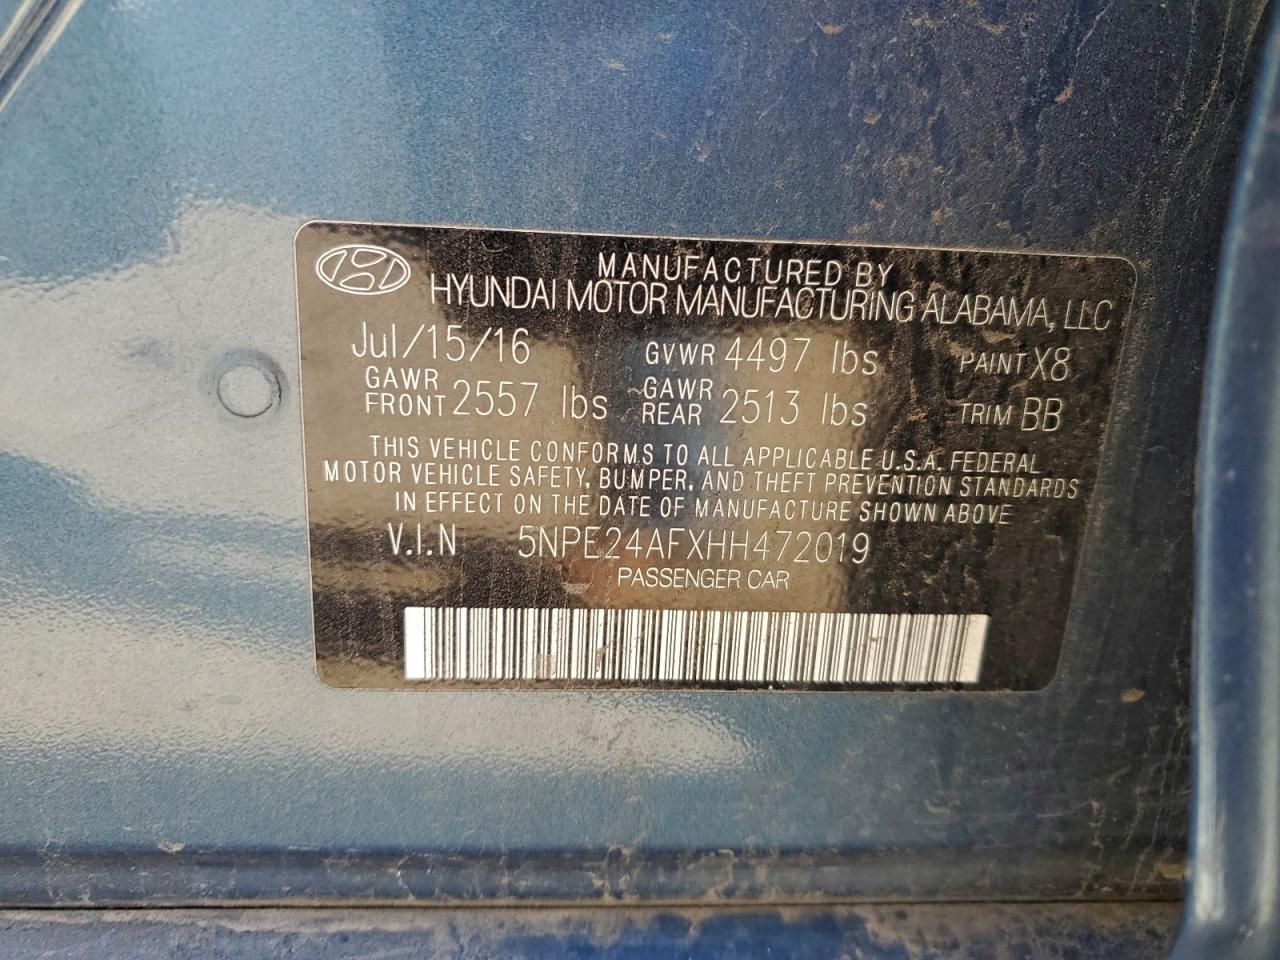 MANUFACTURED BY
HYUNDAI MOTOR MANUFACTURING ALABAMA, LLC
Jul/15/16 GVWR 4497 lbs PAINT X8
GAWR FRONT 2557 lbs GAWR REAR 2513 lbs TRIM BB
THIS VEHICLE CONFORMS TO ALL APPLICABLE U.S.A. FEDERAL
MOTOR VEHICLE SAFETY, BUMPER, AND THEFT PREVENTION STANDARDS
IN EFFECT ON THE DATE OF MANUFACTURE SHOWN ABOVE
V.I.N 5NPE24AFXHH472019
PASSENGER CAR